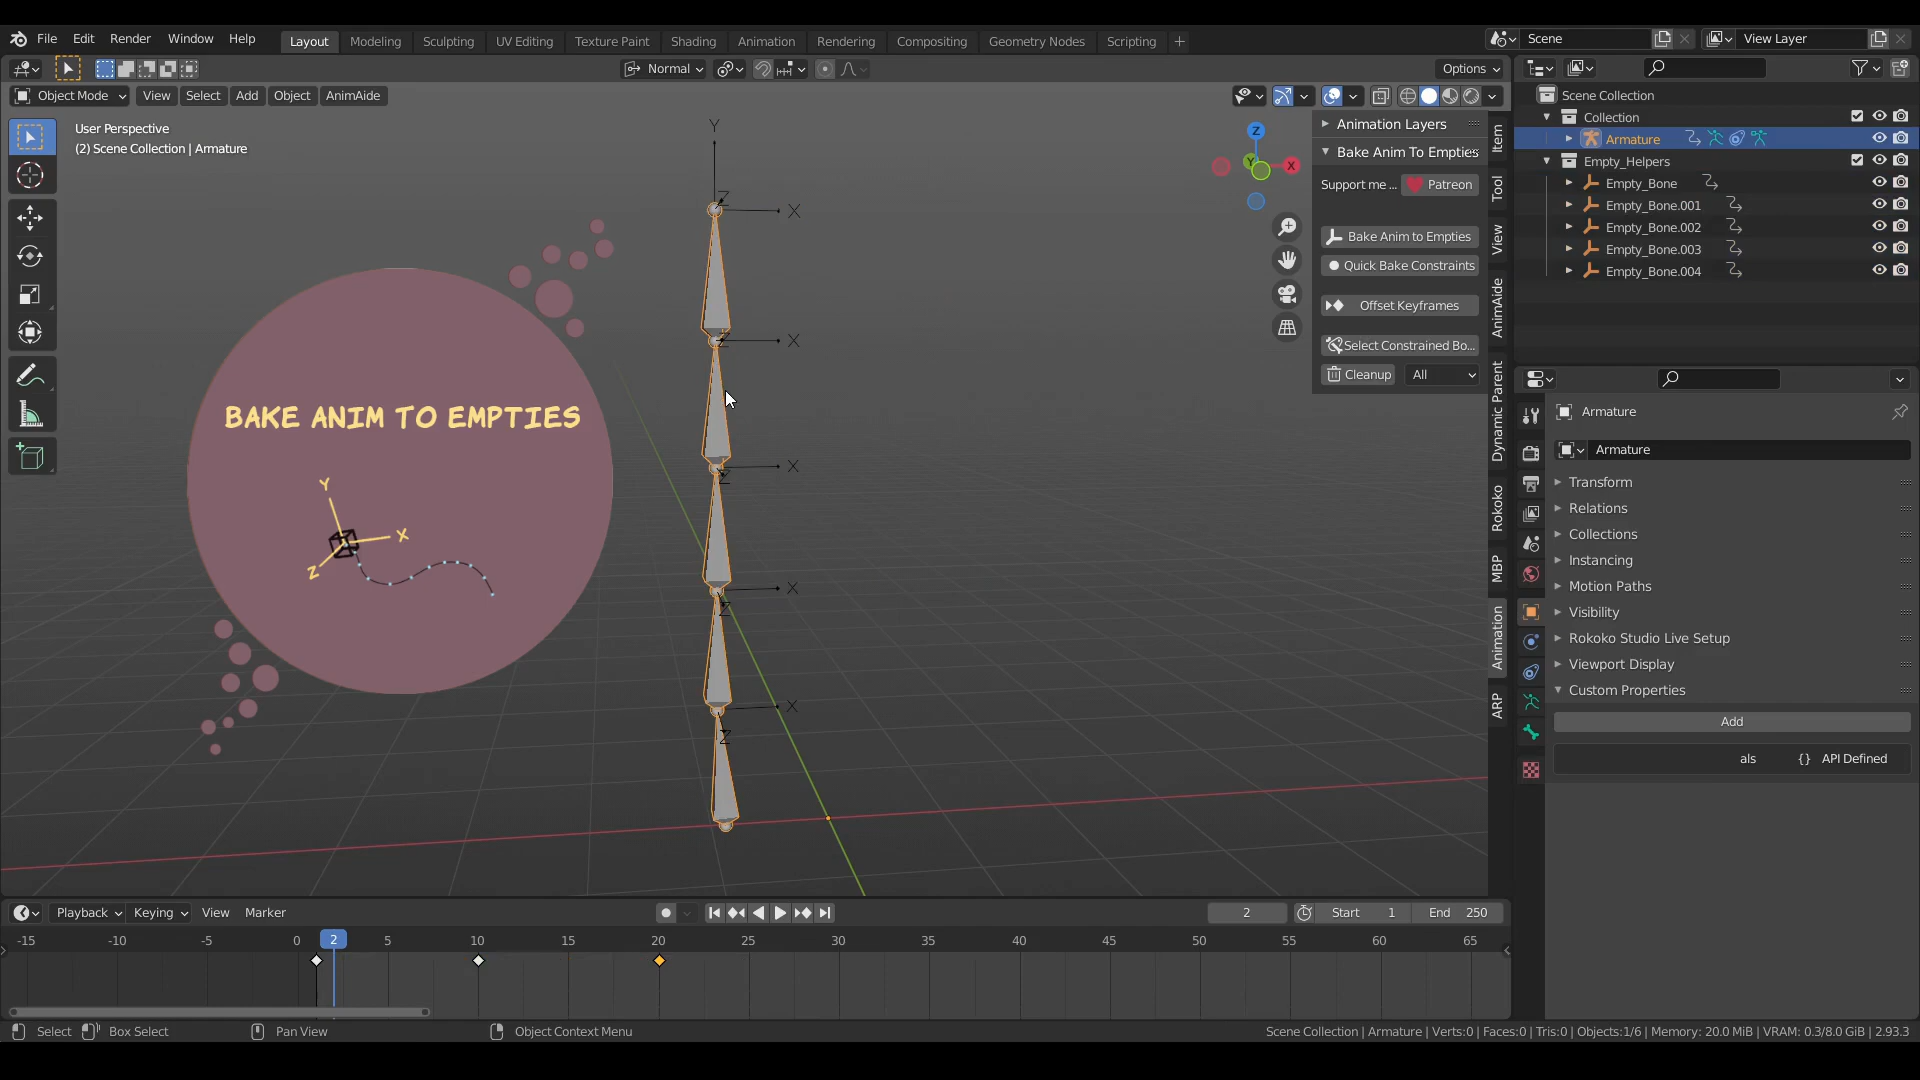 File Edit Render Window Help Layout Modeling Sculpting UV Editing Texture Paint Shading Animation Rendering Compositing Geometry Nodes Scripting Scene View Layer
Normal Options
Object Mode View Select Add Object AnimAide
User Perspective
(2) Scene Collection | Armature
BAKE ANIM TO EMPTIES
Y
X
Z
Y
Z
X
X
X
Z
X
Z
X
Z
Z
X
Y
Animation Layers
Bake Anim To Empties
Support me ... Patreon
Bake Anim to Empties
Quick Bake Constraints
Offset Keyframes
Select Constrained Bo...
Cleanup All
Item
Tool
View
AnimAide
Dynamic Parent
Rokoko
MBP
Animation
ARP
Scene Collection
Collection
Armature
Empty_Helpers
Empty_Bone
Empty_Bone.001
Empty_Bone.002
Empty_Bone.003
Empty_Bone.004
Armature
Armature
Transform
Relations
Collections
Instancing
Motion Paths
Visibility
Rokoko Studio Live Setup
Viewport Display
Custom Properties
Add
als {} API Defined
Playback Keying View Marker 2 Start 1 End 250
-15 -10 -5 0 2 5 10 15 20 25 30 35 40 45 50 55 60 65
Select Box Select Pan View Object Context Menu Scene Collection | Armature | Verts:0 | Faces:0 | Tris:0 | Objects:1/6 | Memory: 20.0 MiB | VRAM: 0.3/8.0 GiB | 2.93.3